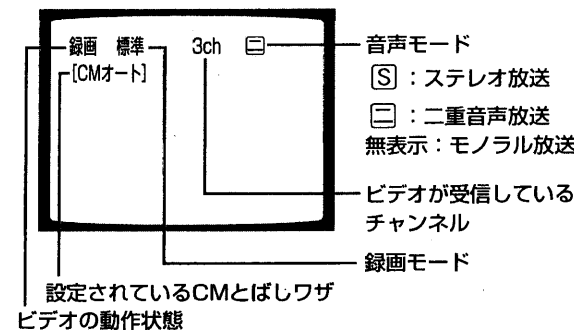 録画 標準 3ch 二
[CMオート]
音声モード
S：ステレオ放送
二：二重音声放送
無表示：モノラル放送
ビデオが受信している
チャンネル
録画モード
設定されているCMとばしワザ
ビデオの動作状態